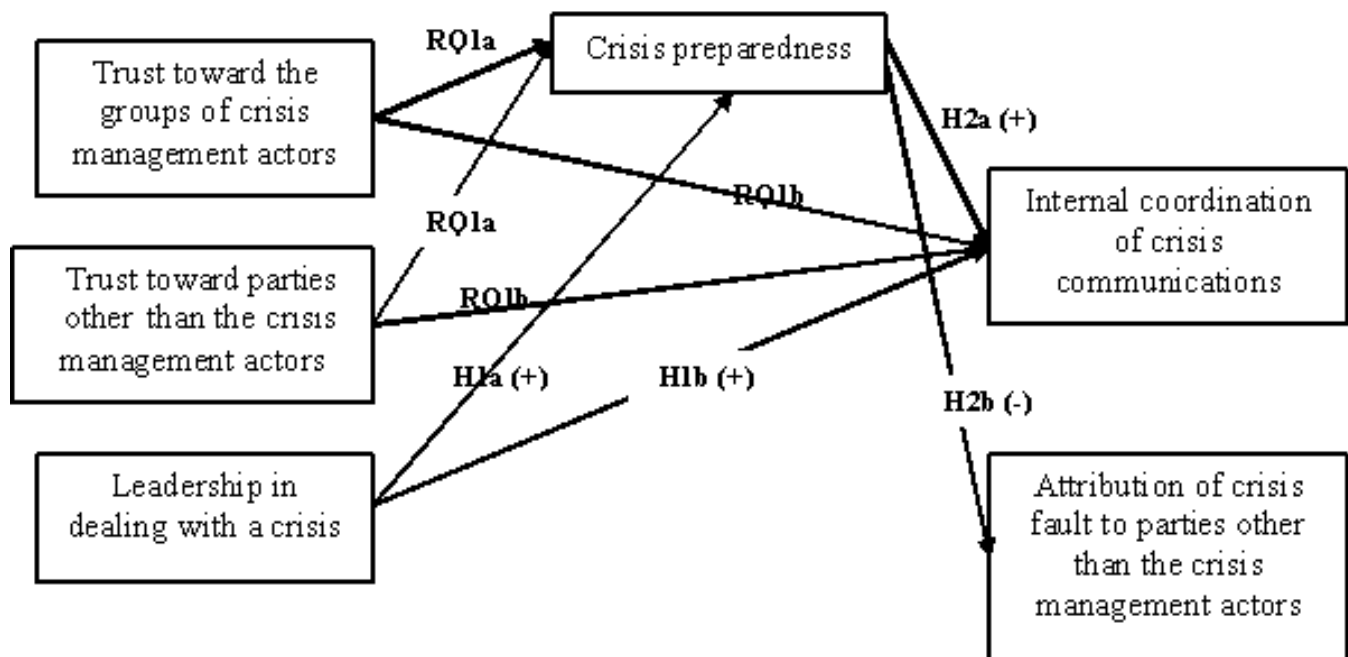 RQ1a
Crisis preparedness
Trust toward the
groups of crisis
management actors
H2a (+)
RQ1b
Internal coordination
of crisis
communications
RQ1a
Trust toward parties
other than the crisis
management actors
RQ1b
H1a (+)
H1b (+)
H2b (-)
Leadership in
dealing with a crisis
Attribution of crisis
fault to parties other
than the crisis
management actors